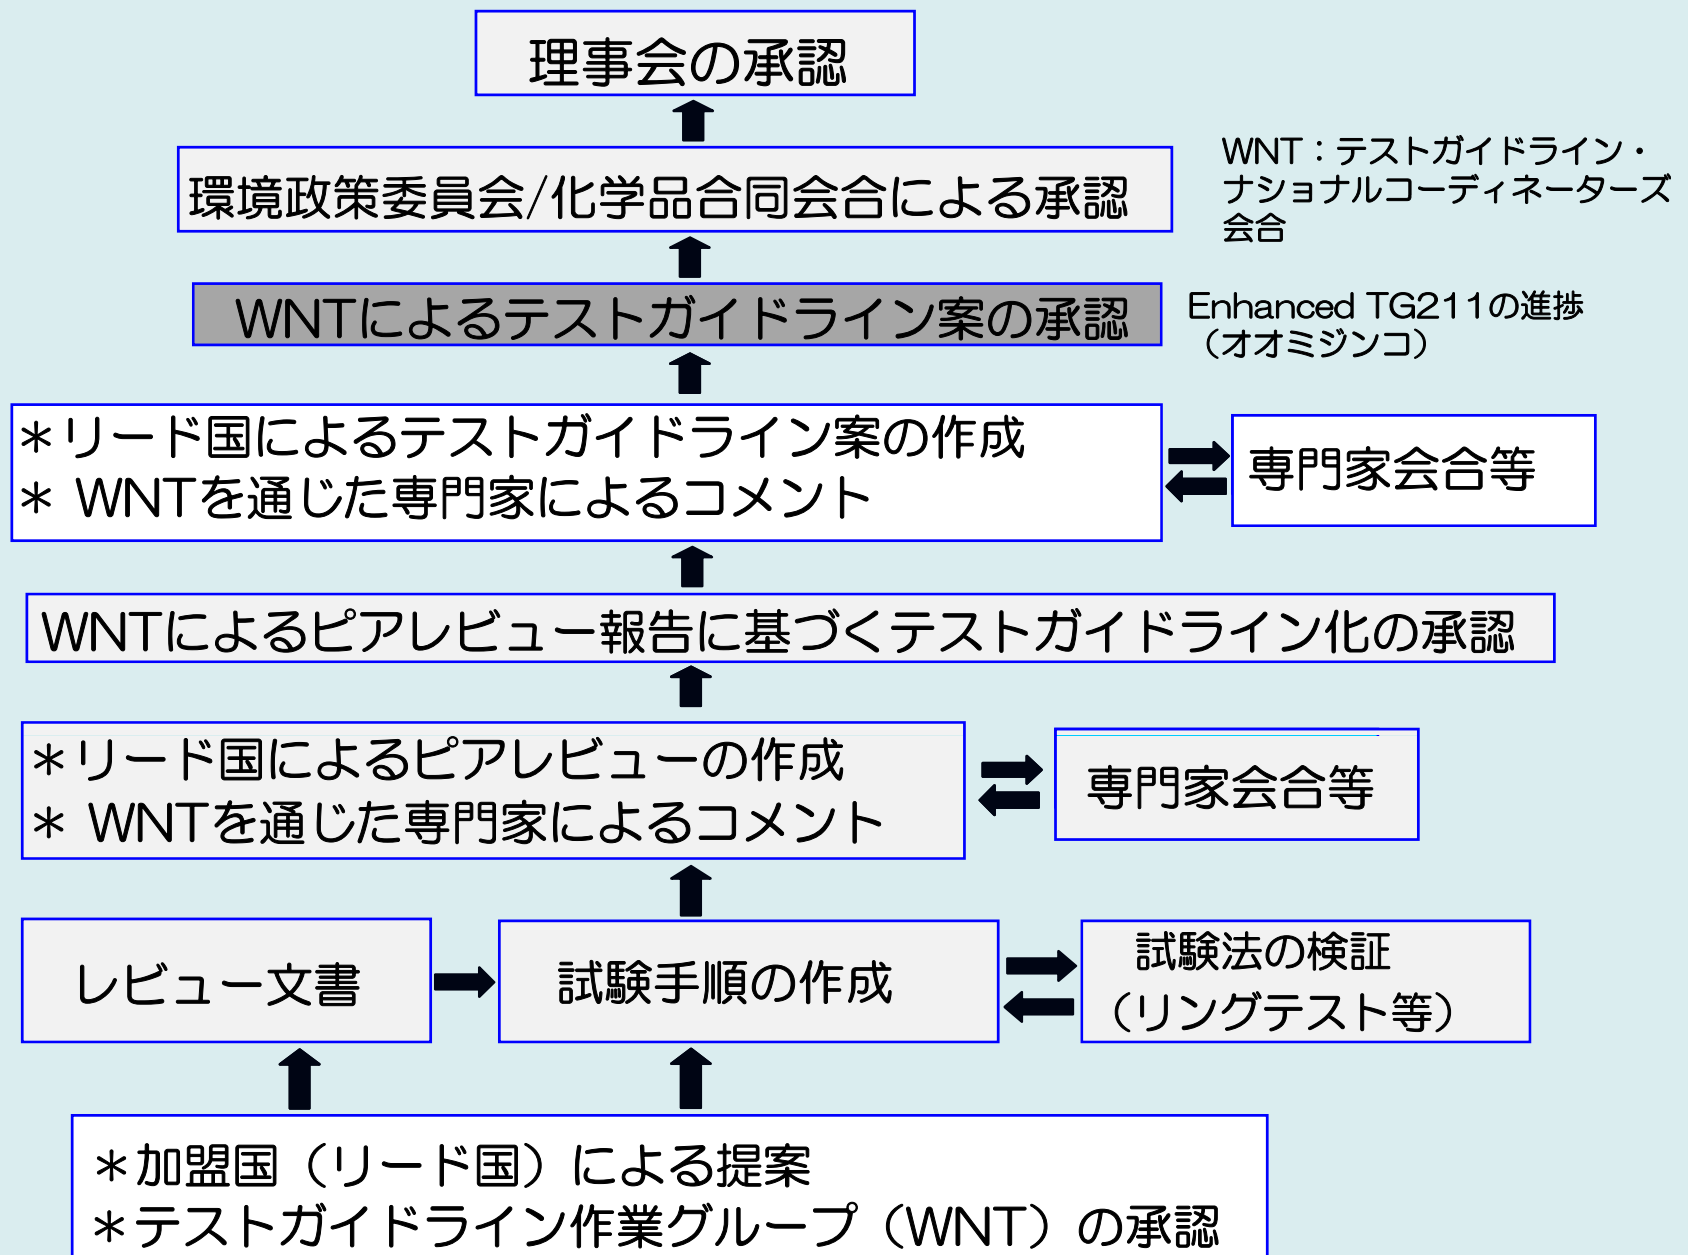 理事会の承認
環境政策委員会/化学品合同会合による承認
WNT：テストガイドライン・
ナショナルコーディネーターズ
会合
WNTによるテストガイドライン案の承認
Enhanced TG211の進捗
（オオミジンコ）
＊リード国によるテストガイドライン案の作成
＊ WNTを通じた専門家によるコメント
専門家会合等
WNTによるピアレビュー報告に基づくテストガイドライン化の承認
＊リード国によるピアレビューの作成
＊ WNTを通じた専門家によるコメント
専門家会合等
レビュー文書
試験手順の作成
試験法の検証
（リングテスト等）
＊加盟国（リード国）による提案
＊テストガイドライン作業グループ（WNT）の承認